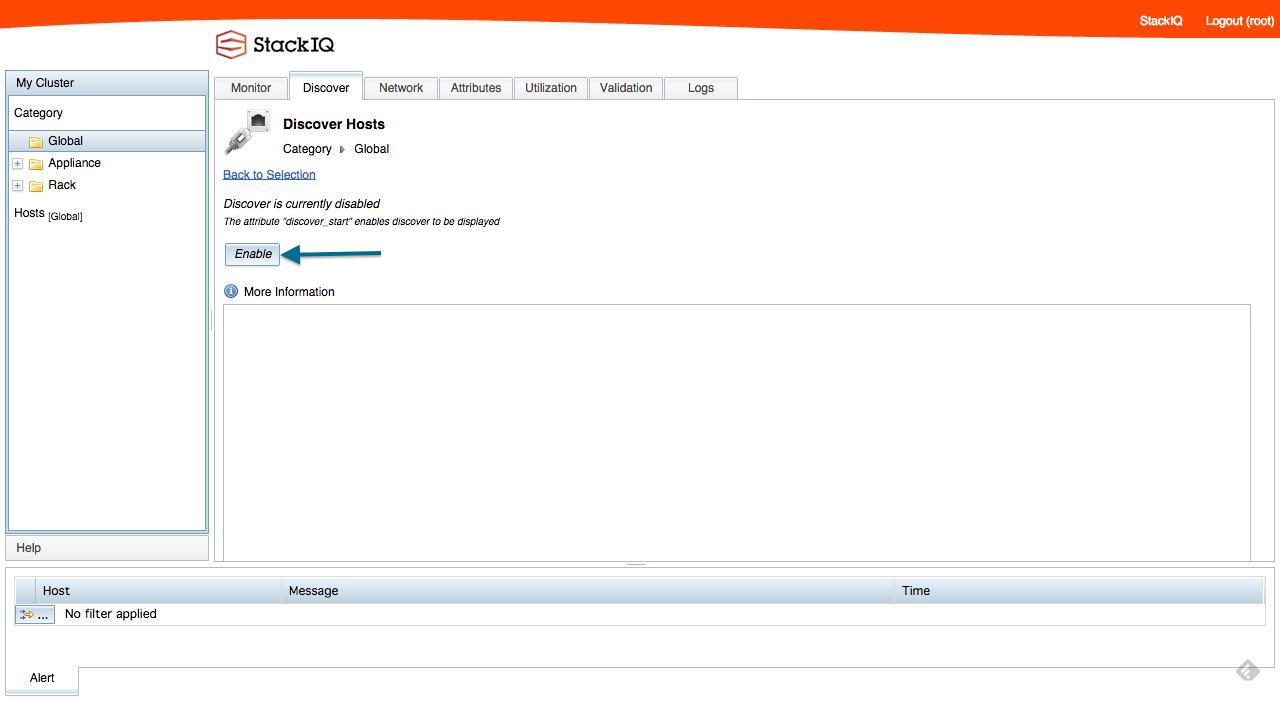 StackIQ Logout (root)
StackIQ
My Cluster
Category
Global
Appliance
Rack
Hosts [Global]
Help
Monitor Discover Network Attributes Utilization Validation Logs
Discover Hosts
Category Global
Back to Selection
Discover is currently disabled
The attribute "discover_start" enables discover to be displayed
Enable
More Information
Host Message Time
... No filter applied
Alert